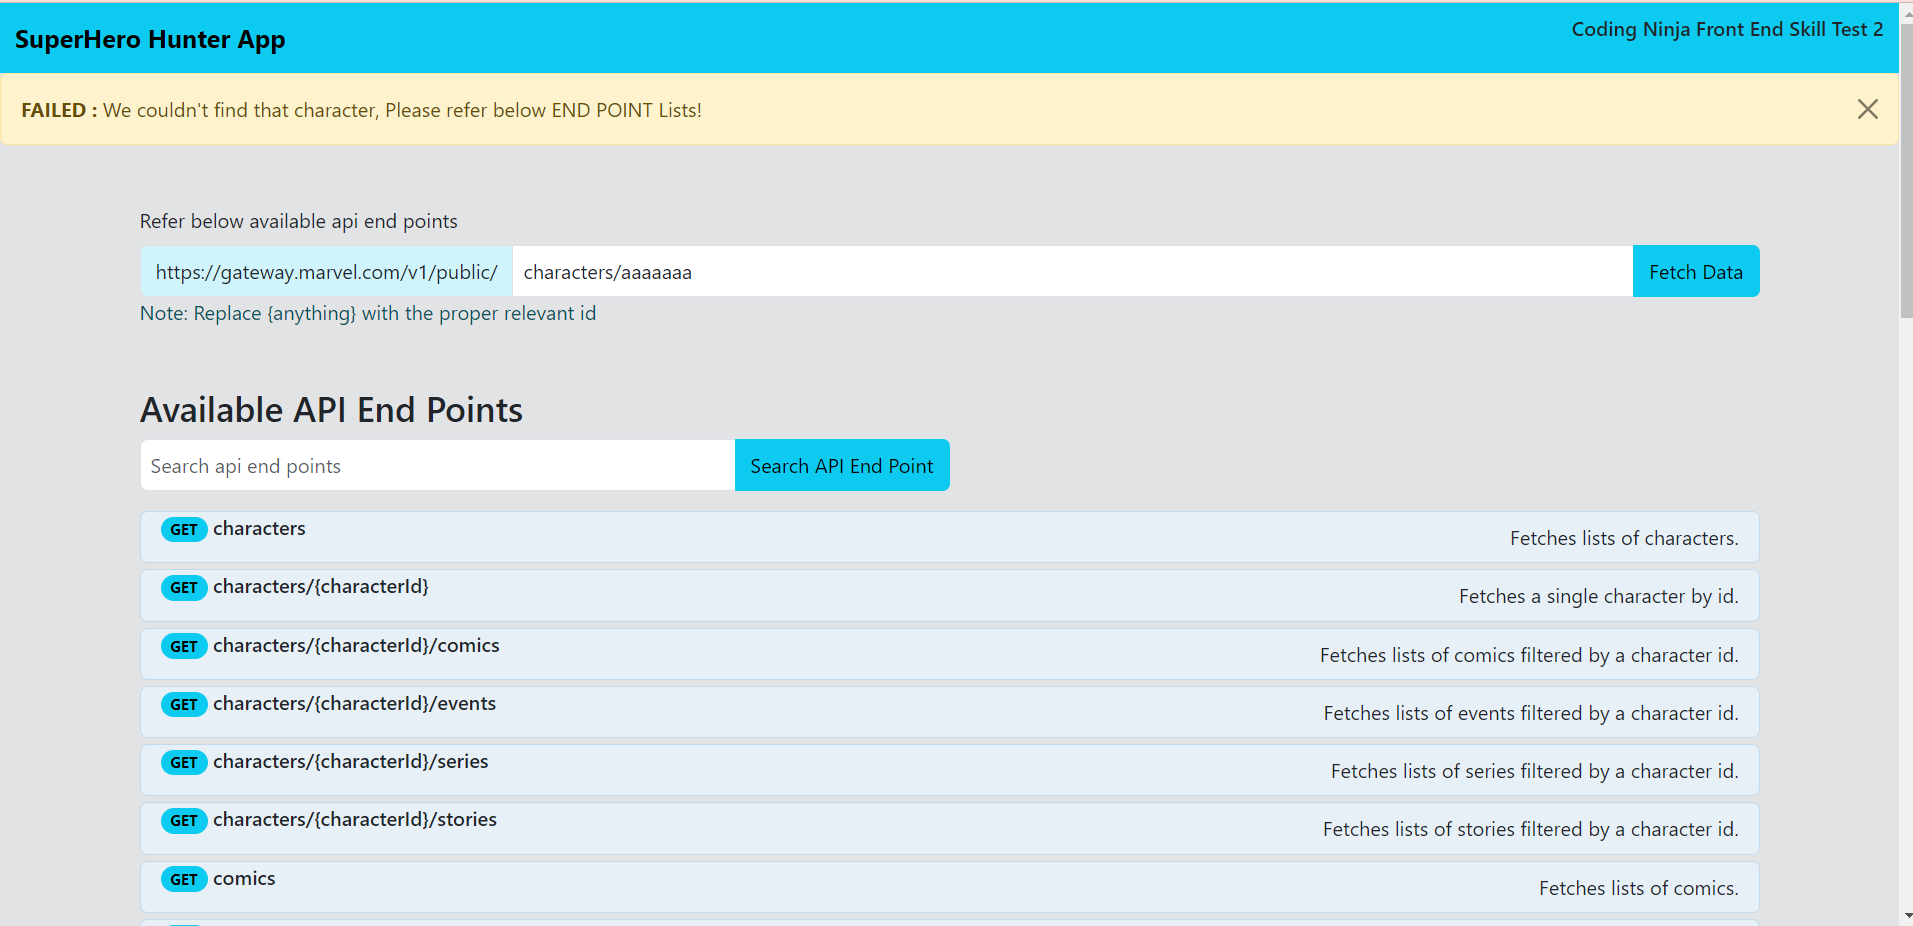 SuperHero Hunter App
Coding Ninja Front End Skill Test 2
FAILED : We couldn't find that character, Please refer below END POINT Lists!
Refer below available api end points
https://gateway.marvel.com/v1/public/ characters/aaaaaaa Fetch Data
Note: Replace {anything} with the proper relevant id
Available API End Points
Search api end points Search API End Point
GET characters Fetches lists of characters.
GET characters/{characterId} Fetches a single character by id.
GET characters/{characterId}/comics Fetches lists of comics filtered by a character id.
GET characters/{characterId}/events Fetches lists of events filtered by a character id.
GET characters/{characterId}/series Fetches lists of series filtered by a character id.
GET characters/{characterId}/stories Fetches lists of stories filtered by a character id.
GET comics Fetches lists of comics.